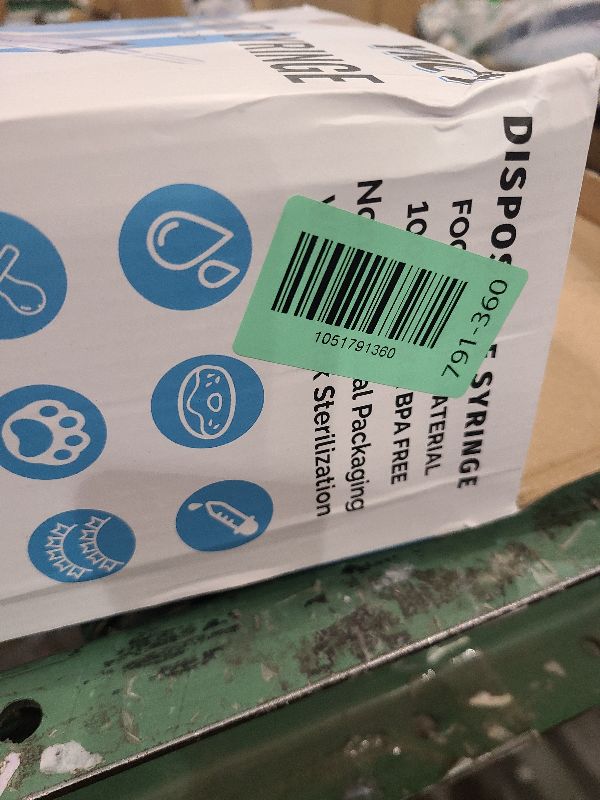 SYRINGE
DISPOS E SYRINGE
FOO ATERIAL
10 BPA FREE
No al Packaging
Sterilization
1051791360
791-360